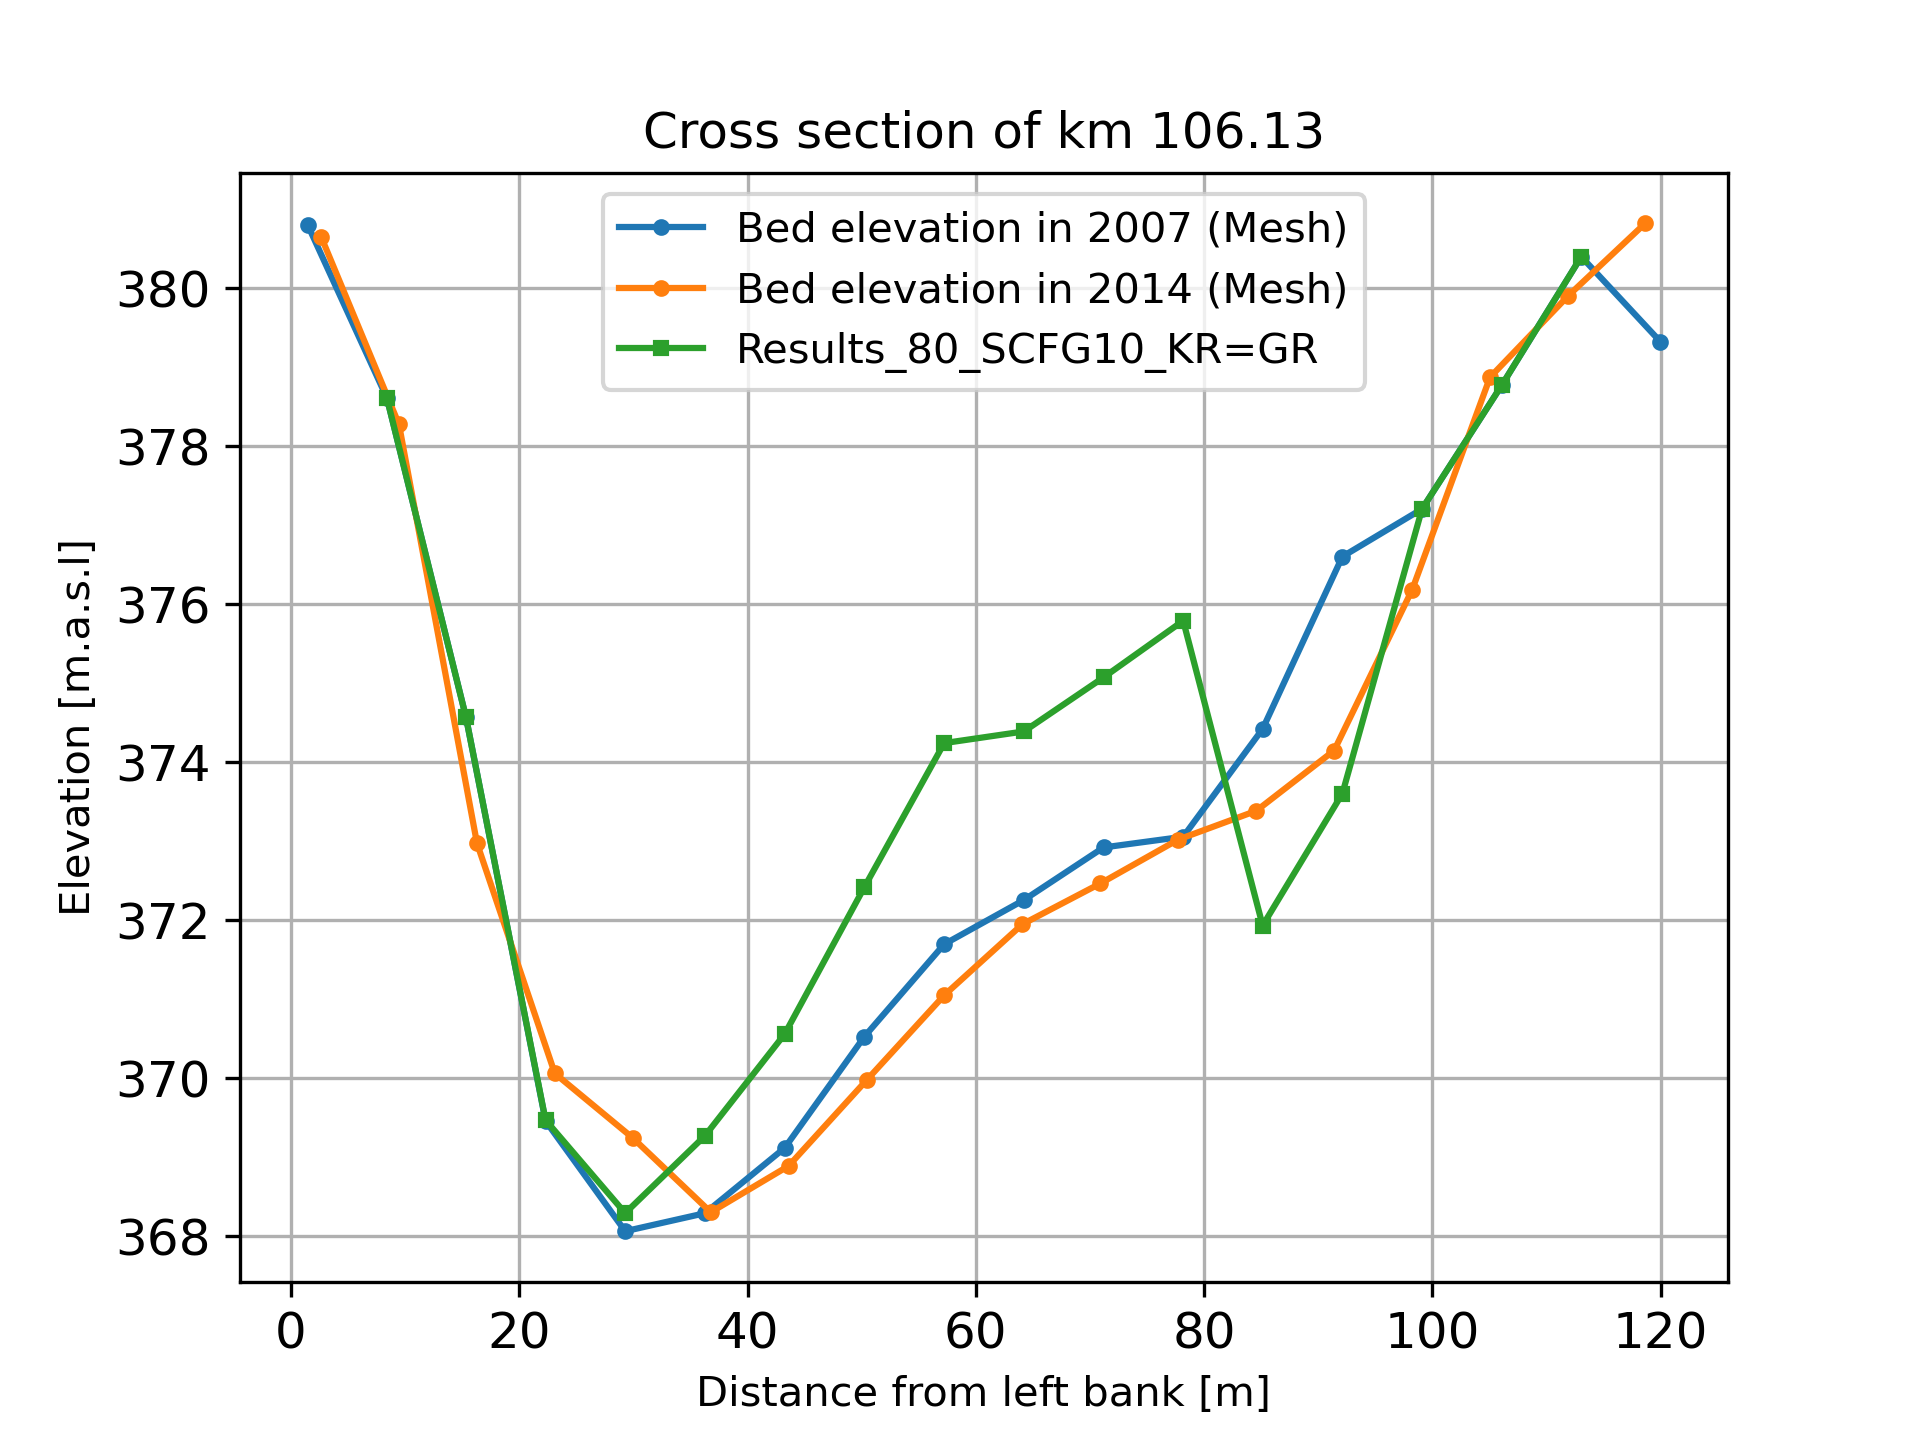 Cross section of km 106.13
Bed elevation in 2007 (Mesh)
Bed elevation in 2014 (Mesh)
Results_80_SCFG10_KR=GR
Elevation [m.a.s.l]
380
378
376
374
372
370
368
0 20 40 60 80 100 120
Distance from left bank [m]